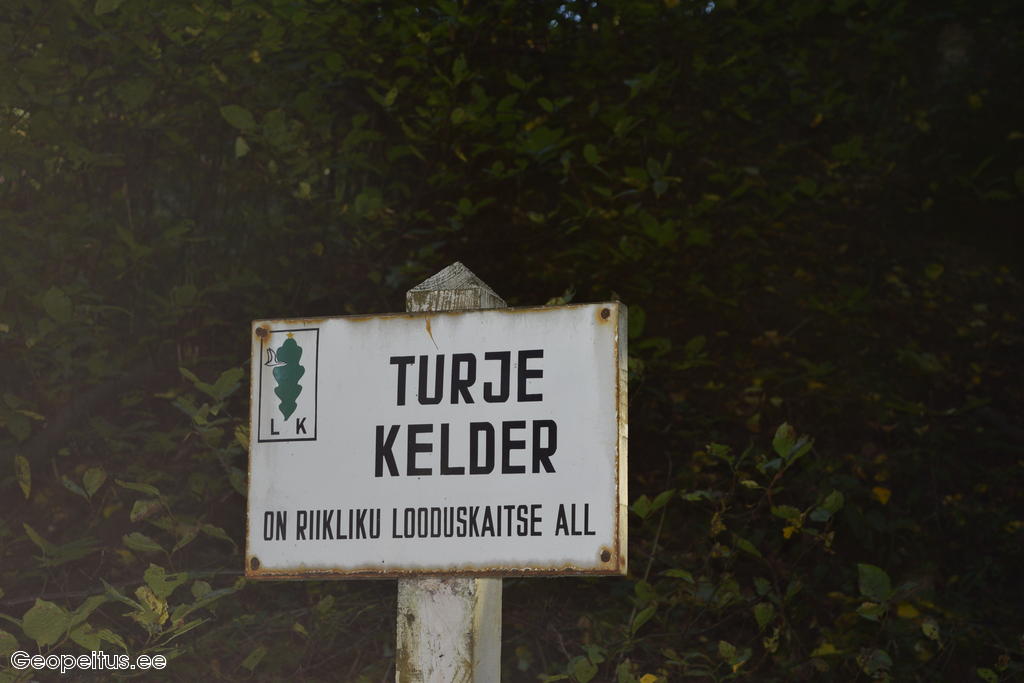 L K
TURJE
KELDER
ON RIIKLIKU LOODUSKAITSE ALL
Geopeitus.ee